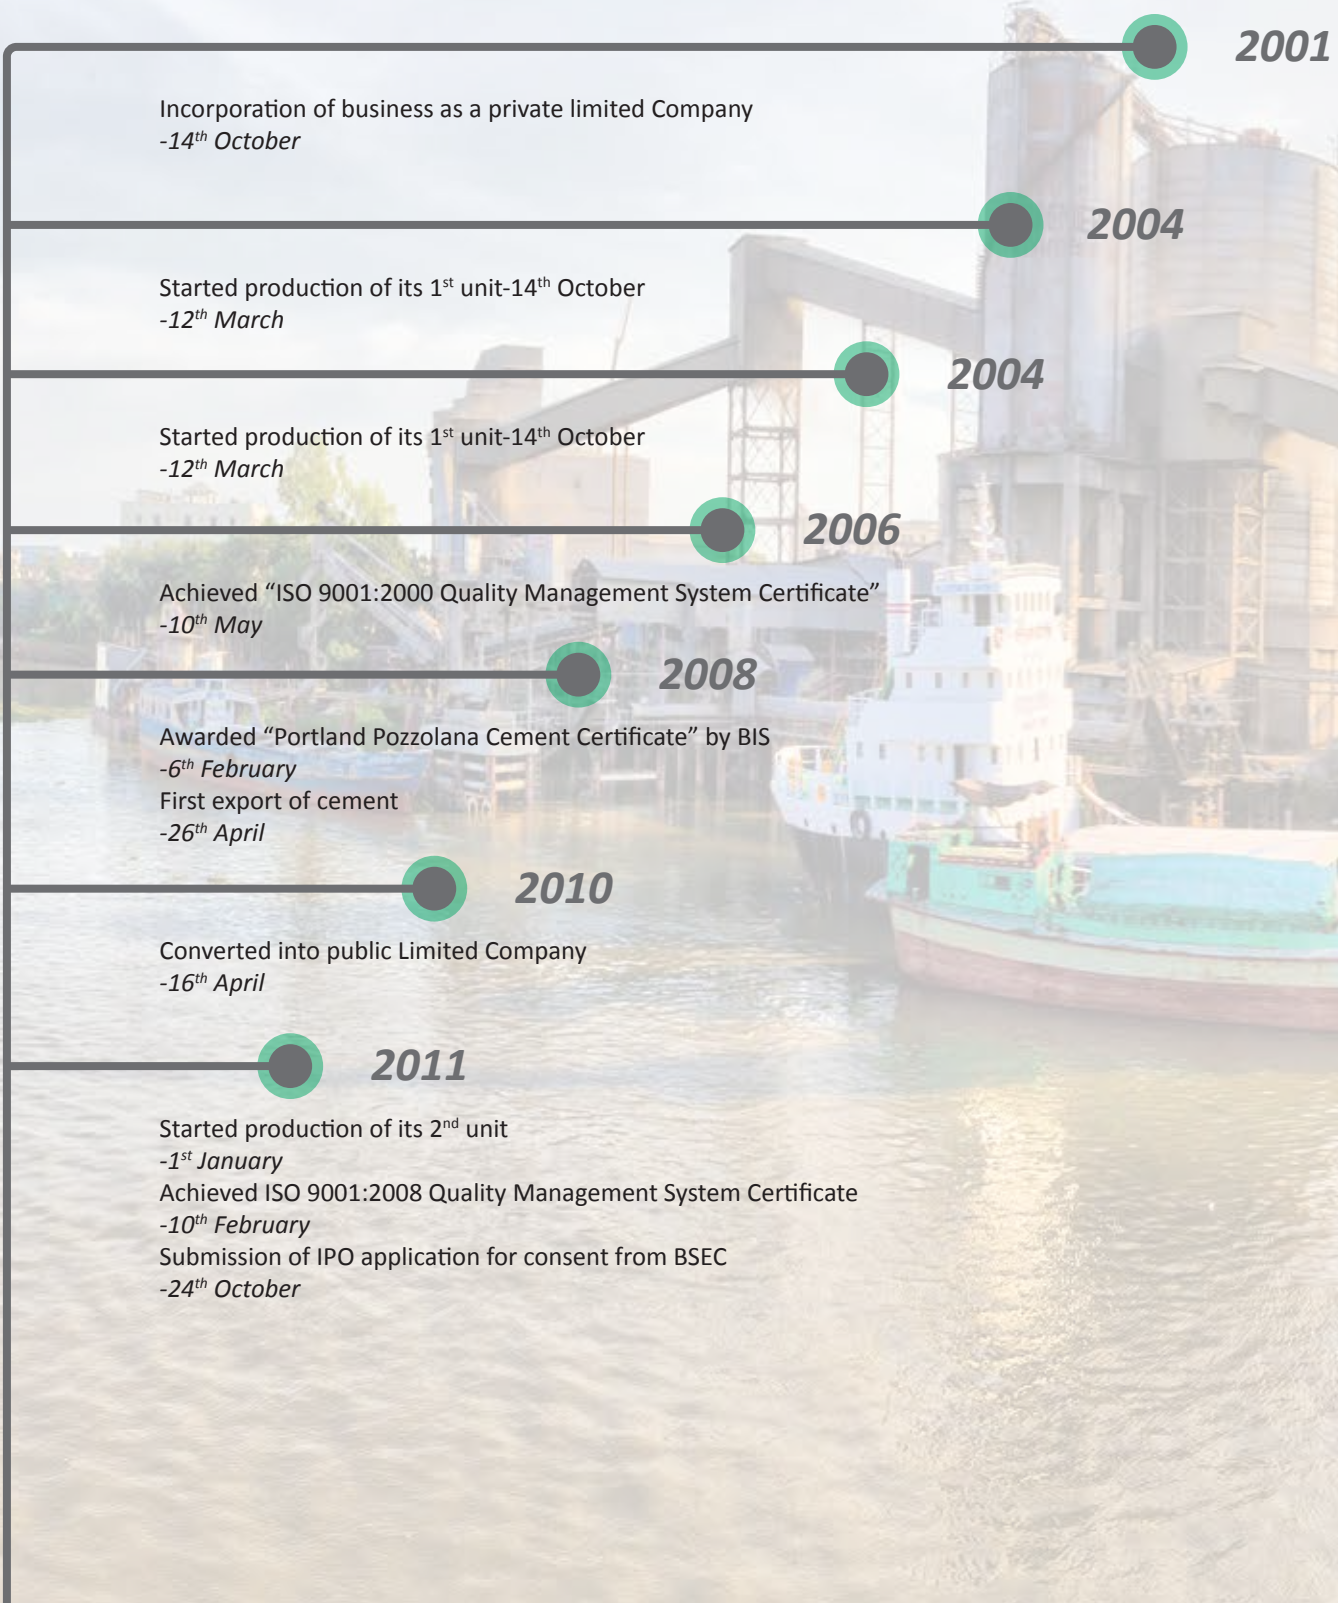 2001
Incorporation of business as a private limited Company
-14th October
2004
Started production of its 1st unit-14th October
-12th March
2004
Started production of its 1st unit-14th October
-12th March
2006
Achieved “ISO 9001:2000 Quality Management System Certificate”
-10th May
2008
Awarded “Portland Pozzolana Cement Certificate” by BIS
-6th February
First export of cement
-26th April
2010
Converted into public Limited Company
-16th April
2011
Started production of its 2nd unit
-1st January
Achieved ISO 9001:2008 Quality Management System Certificate
-10th February
Submission of IPO application for consent from BSEC
-24th October